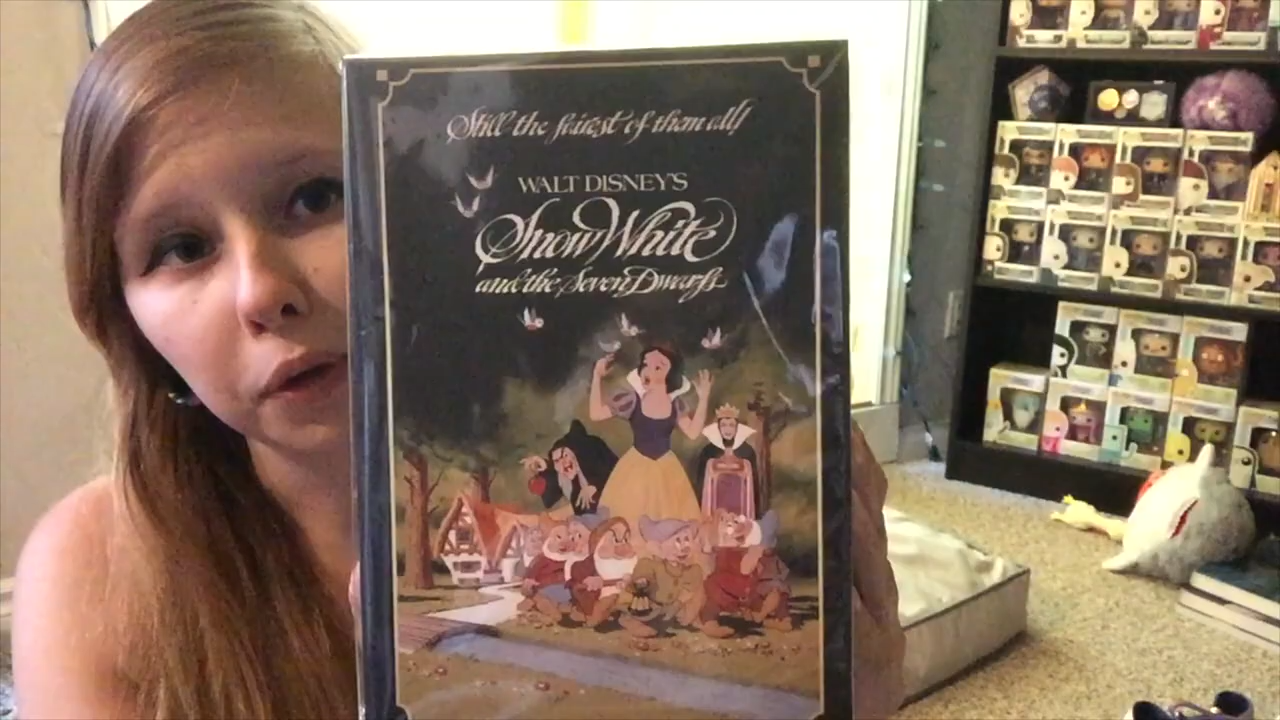 Still the fairest of them all!
WALT DISNEY'S
Snow White
and the Seven Dwarfs